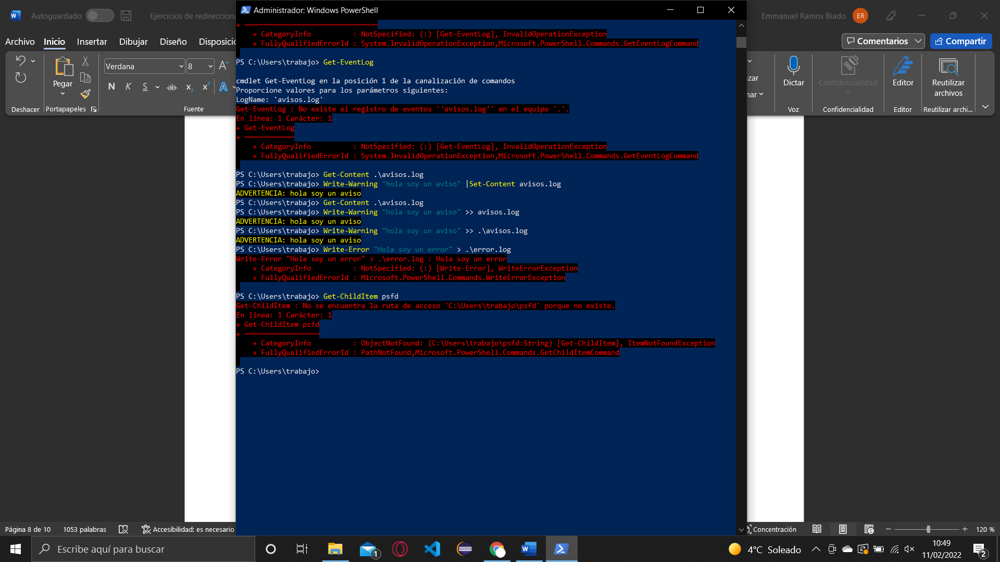 Autoguardado
Ejercicios de redirecciona
Administrador: Windows PowerShell
Emmanuel Ramos Biado
ER
Archivo
Inicio
Insertar
Dibujar
Diseño
Disposició
Comentarios
Compartir
Pegar
Verdana
8
N K S ab x₂ x² A
Deshacer
Portapapeles
Fuente
Dictar
Confidencialidad
Editor
Reutilizar
archivos
Voz
Confidencialidad
Editor
Reutilizar archi...
+ ~~~~~~~~~~~~~~~~~~~~~~~~~~~~~~~~
+ CategoryInfo          : NotSpecified: (:) [Get-EventLog], InvalidOperationException
+ FullyQualifiedErrorId : System.InvalidOperationException,Microsoft.PowerShell.Commands.GetEventLogCommand
PS C:\Users\trabajo> Get-EventLog
cmdlet Get-EventLog en la posición 1 de la canalización de comandos
Proporcione valores para los parámetros siguientes:
LogName: 'avisos.log'
Get-EventLog : No existe el registro de eventos ''avisos.log'' en el equipo '.'.
En línea: 1 Carácter: 1
+ Get-EventLog
+ ~~~~~~~~~~~~
+ CategoryInfo          : NotSpecified: (:) [Get-EventLog], InvalidOperationException
+ FullyQualifiedErrorId : System.InvalidOperationException,Microsoft.PowerShell.Commands.GetEventLogCommand
PS C:\Users\trabajo> Get-Content .\avisos.log
PS C:\Users\trabajo> Write-Warning "hola soy un aviso" |Set-Content avisos.log
ADVERTENCIA: hola soy un aviso
PS C:\Users\trabajo> Get-Content .\avisos.log
PS C:\Users\trabajo> Write-Warning "hola soy un aviso" >> avisos.log
ADVERTENCIA: hola soy un aviso
PS C:\Users\trabajo> Write-Warning "hola soy un aviso" >> .\avisos.log
ADVERTENCIA: hola soy un aviso
PS C:\Users\trabajo> Write-Error "Hola soy un error" > .\error.log
Write-Error "Hola soy un error" > .\error.log : Hola soy un error
+ CategoryInfo          : NotSpecified: (:) [Write-Error], WriteErrorException
+ FullyQualifiedErrorId : Microsoft.PowerShell.Commands.WriteErrorException
PS C:\Users\trabajo> Get-ChildItem psfd
Get-ChildItem : No se encuentra la ruta de acceso 'C:\Users\trabajo\psfd' porque no existe.
En línea: 1 Carácter: 1
+ Get-ChildItem psfd
+ ~~~~~~~~~~~~~~~~~~
+ CategoryInfo          : ObjectNotFound: (C:\Users\trabajo\psfd:String) [Get-ChildItem], ItemNotFoundException
+ FullyQualifiedErrorId : PathNotFound,Microsoft.PowerShell.Commands.GetChildItemCommand
PS C:\Users\trabajo>
Página 8 de 10
1053 palabras
Accesibilidad: es necesario
Concentración
120 %
Escribe aquí para buscar
1
4°C Soleado
10:49
11/02/2022
2